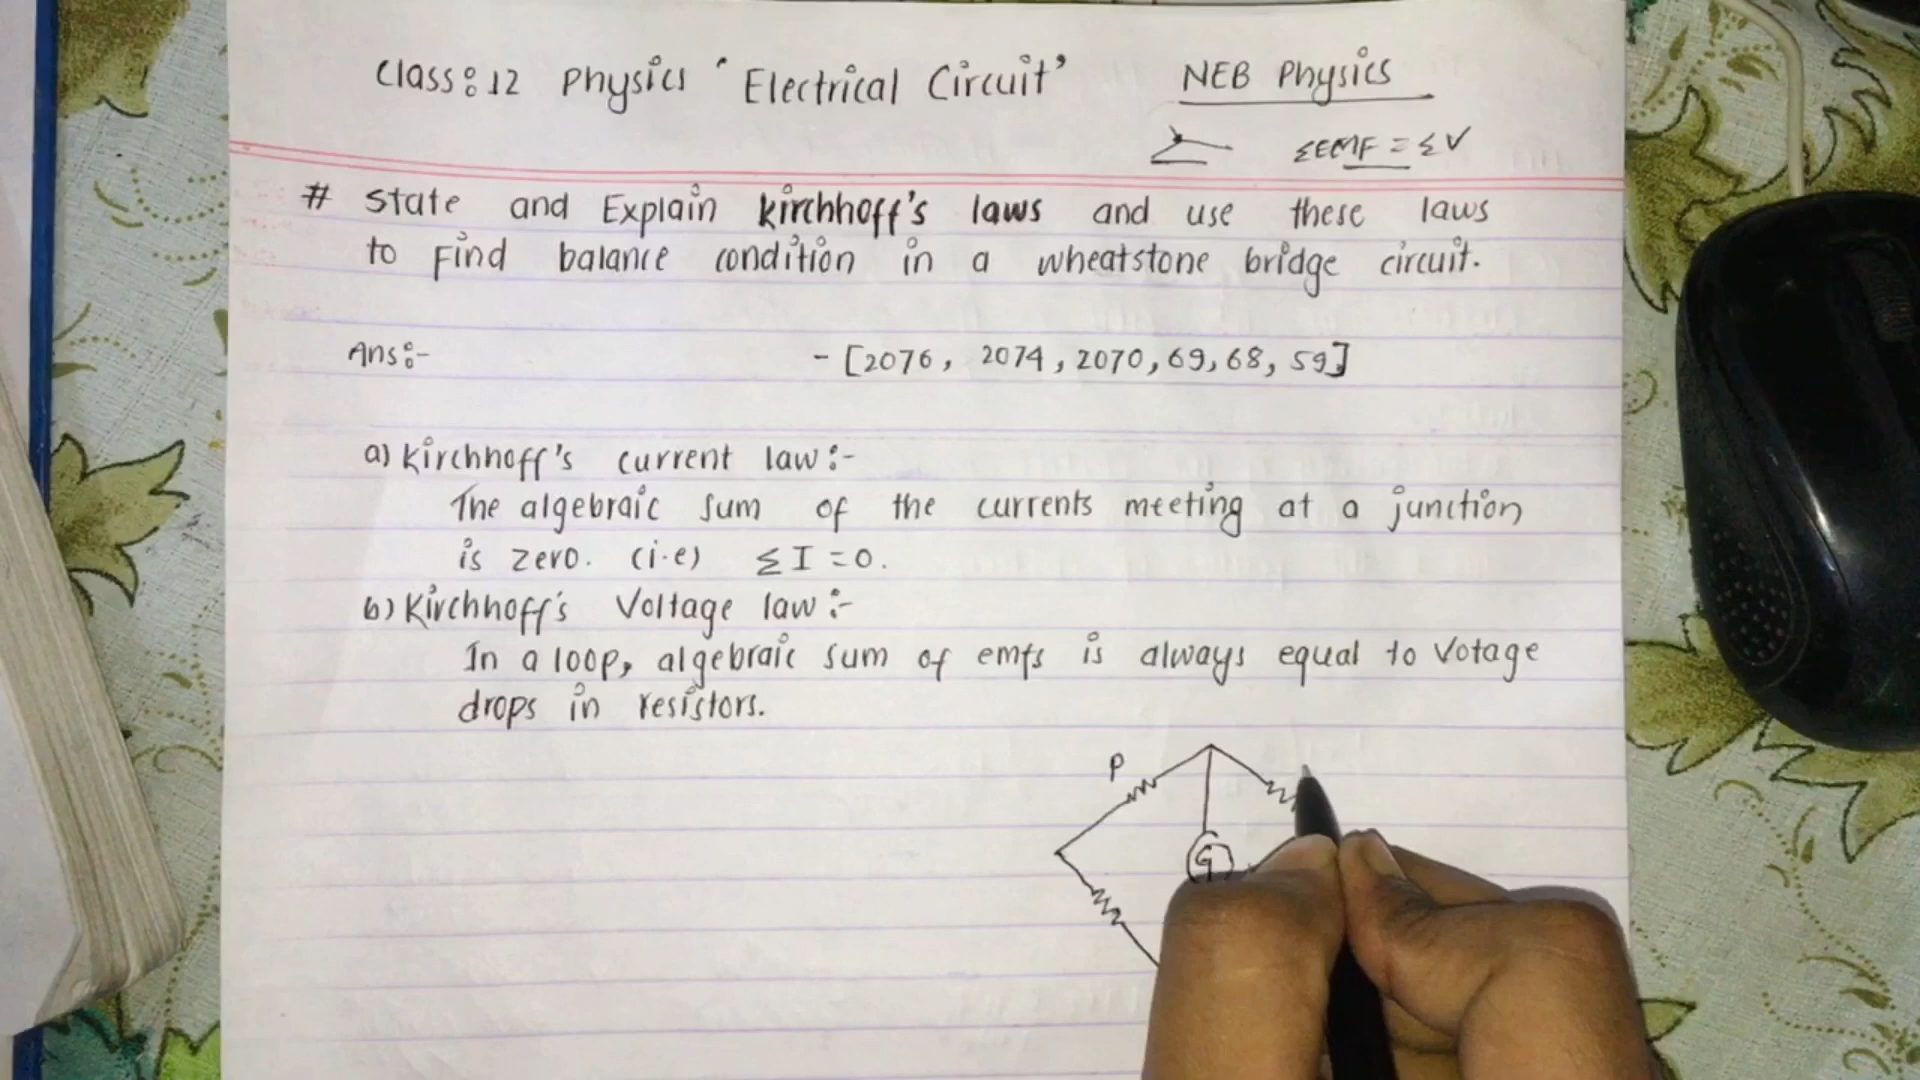 Class:12 Physics 'Electrical Circuit'
NEB Physics
ΣEMF = ΣV
# State and Explain Kirchhoff's laws and use these laws
to Find balance condition in a wheatstone bridge circuit.
Ans:-
- [2076, 2074, 2070, 69, 68, 59]
a) Kirchhoff's current law:-
The algebraic sum of the currents meeting at a junction
is zero. (i.e) ΣI = 0.
b) Kirchhoff's Voltage law:-
In a loop, algebraic sum of emfs is always equal to Votage
drops in resistors.
P
G